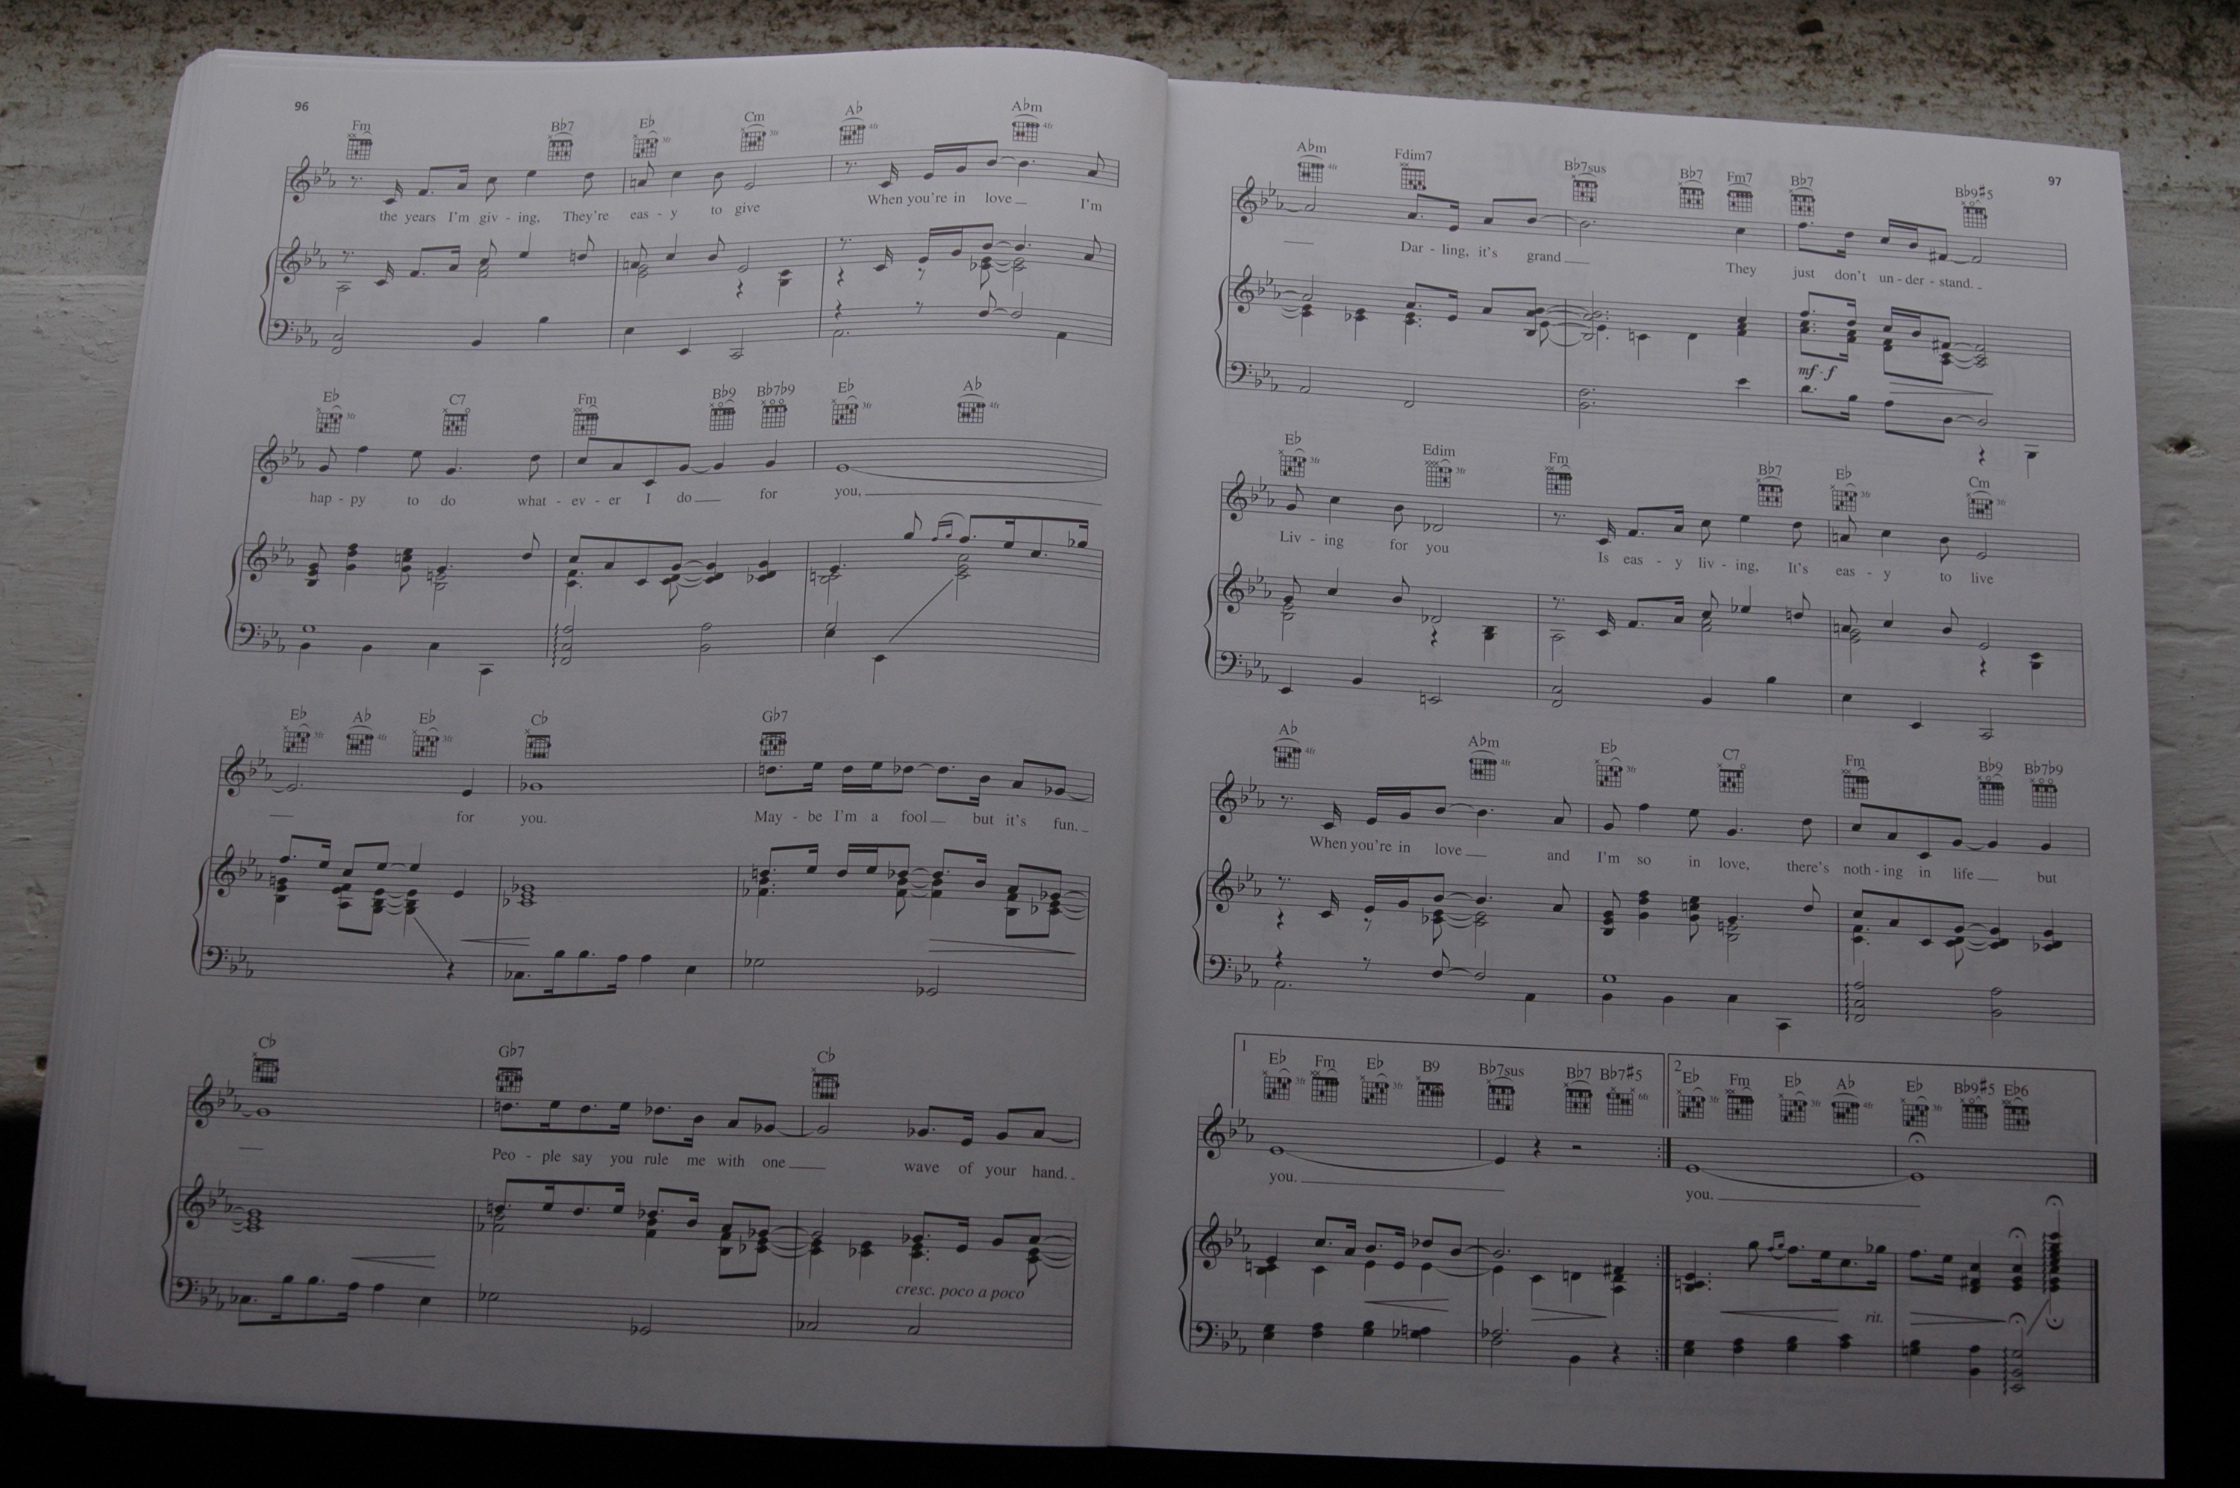 96
Fm Bb7 Eb Cm Ab Abm
the years I'm giv - ing, They're eas - y to give When you're in love I'm
Eb C7 Fm Bb9 Bb7b9 Eb Ab
hap - py to do what - ev - er I do for you,
Eb Ab Eb Cb Gb7
for you. May - be I'm a fool but it's fun.
Cb Gb7 Cb
Peo - ple say you rule me with one wave of your hand.
cresc. poco a poco
97
Abm Fdim7 Bb7sus Bb7 Fm7 Bb7 Bb9#5
Dar - ling, it's grand They just don't un - der - stand.
mf - f
Eb Edim Fm Bb7 Eb Cm
Liv - ing for you Is eas - y liv - ing, It's eas - y to live
Ab Abm Eb C7 Fm Bb9 Bb7b9
When you're in love and I'm so in love, there's noth - ing in life but
1 2
Eb Fm Eb B9 Bb7sus Bb7 Bb7#5 Eb Fm Eb Ab Eb Bb9#5 Eb6
you. you.
rit.